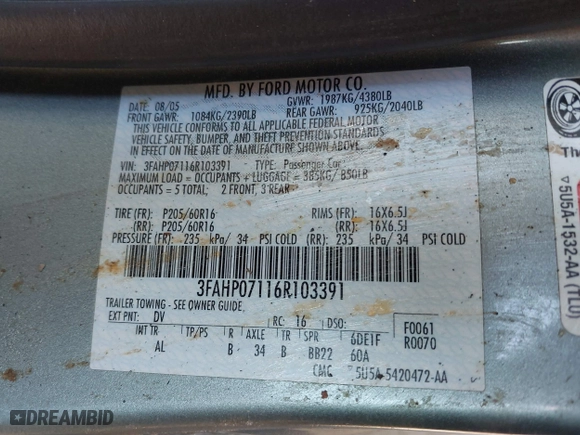 MFD. BY FORD MOTOR CO.
DATE: 08/05
GVWR: 1987KG/4380LB
FRONT GAWR: 1084KG/2390LB
REAR GAWR: 925KG/2040LB
THIS VEHICLE CONFORMS TO ALL APPLICABLE FEDERAL MOTOR
VEHICLE SAFETY, BUMPER, AND THEFT PREVENTION STANDARDS
IN EFFECT ON THE DATE OF MANUFACTURE SHOWN ABOVE.
VIN: 3FAHP07116R103391 TYPE: Passenger Car
MAXIMUM LOAD = OCCUPANTS + LUGGAGE = 385KG/ 850LB
OCCUPANTS = 5 TOTAL; 2 FRONT, 3 REAR
TIRE (FR): P205/60R16 RIMS (FR): 16X6.5J
(RR): P205/60R16 (RR): 16X6.5J
PRESSURE (FR): 235 kPa/ 34 PSI COLD (RR): 235 kPa/ 34 PSI COLD
3FAHP07116R103391
TRAILER TOWING - SEE OWNER GUIDE.
EXT PNT: DV RC: 16 DSO:
INT TR TP/PS R AXLE TR SPR 6DE1F
AL B 34 B BB22 60A
F0061
R0070
CMC 5U5A-5420472-AA
5U5A-1532-AA (TLU)
DREAMBID